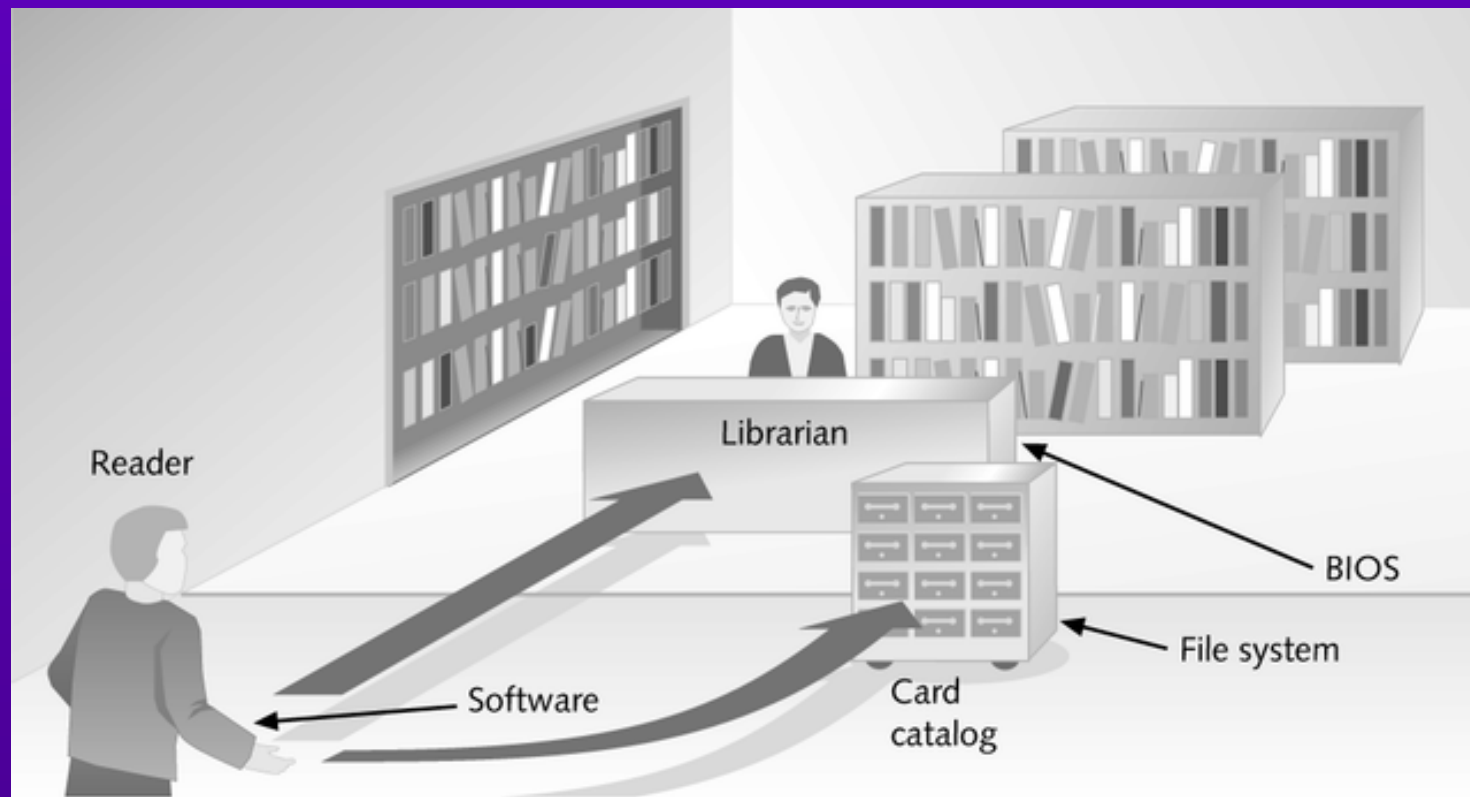 Reader
Librarian
BIOS
File system
Software
Card
catalog